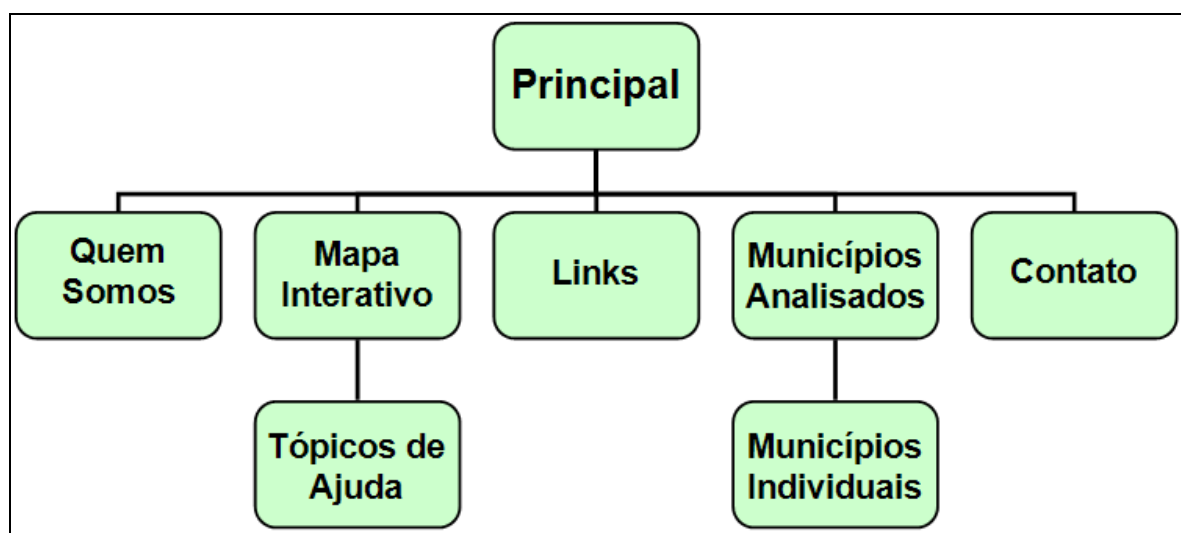 Principal
Quem
Somos
Mapa
Interativo
Links
Municípios
Analisados
Contato
Tópicos de
Ajuda
Municípios
Individuais